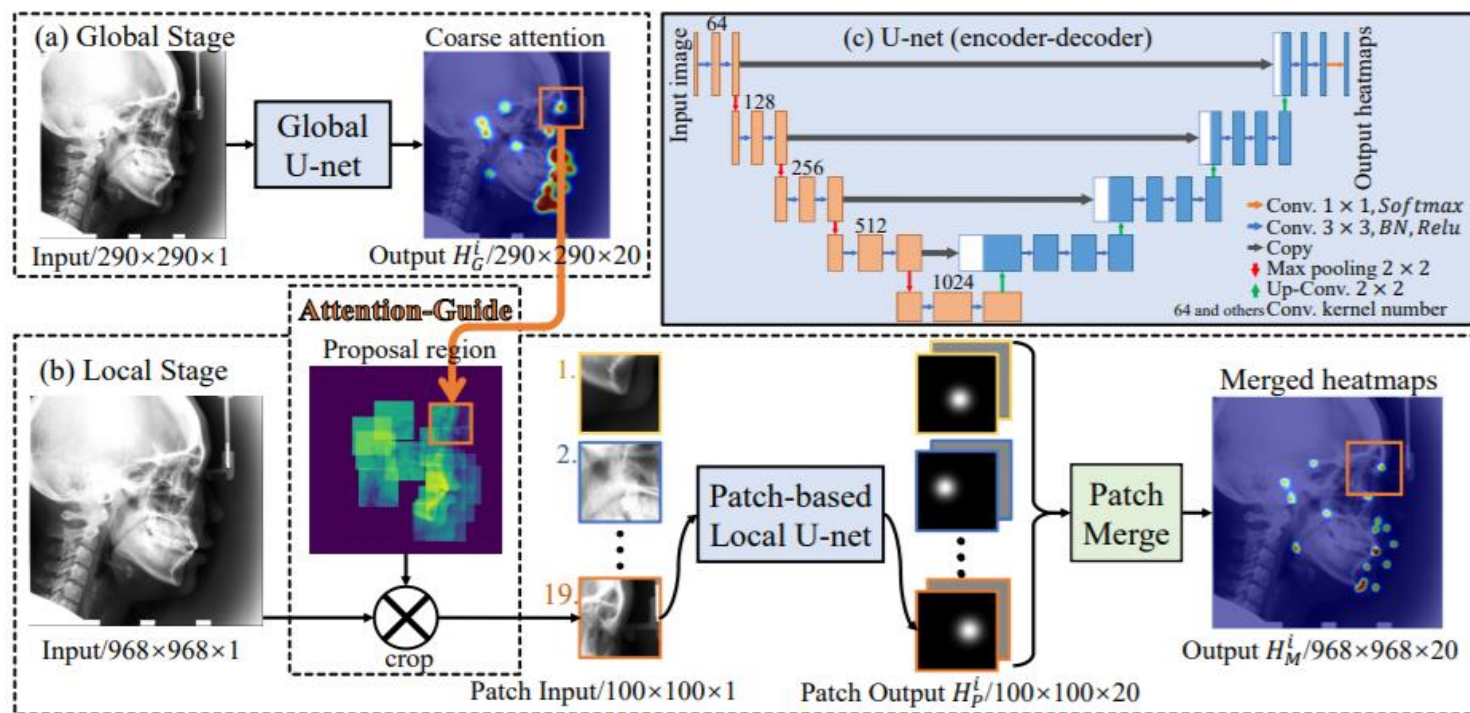 (a) Global Stage
Coarse attention
Global
U-net
Input/290×290×1
Output H_G^i/290×290×20
(c) U-net (encoder-decoder)
Input image
64
128
256
512
1024
Output heatmaps
Conv. 1 × 1, Softmax
Conv. 3 × 3, BN, Relu
Copy
Max pooling 2 × 2
Up-Conv. 2 × 2
64 and others Conv. kernel number
Attention-Guide
Proposal region
(b) Local Stage
Input/968×968×1
crop
1.
2.
19.
Patch Input/100×100×1
Patch-based
Local U-net
Patch Output H_P^i/100×100×20
Patch
Merge
Merged heatmaps
Output H_M^i/968×968×20